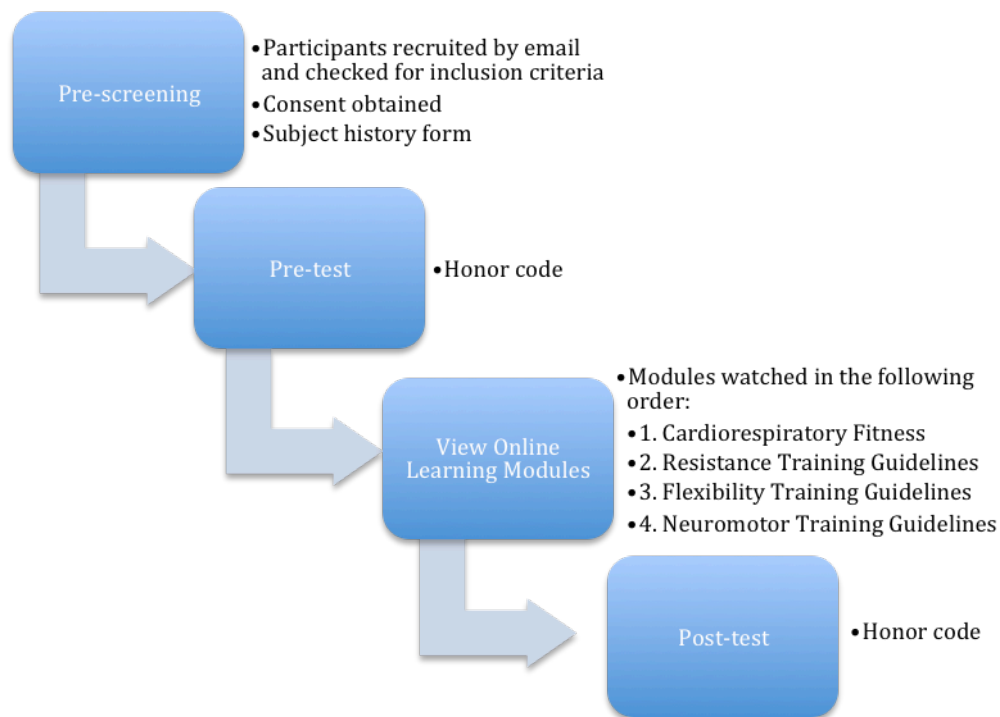 Pre-screening
•Participants recruited by email
and checked for inclusion criteria
•Consent obtained
•Subject history form
Pre-test
•Honor code
View Online
Learning Modules
•Modules watched in the following
order:
•1. Cardiorespiratory Fitness
•2. Resistance Training Guidelines
•3. Flexibility Training Guidelines
•4. Neuromotor Training Guidelines
Post-test
•Honor code